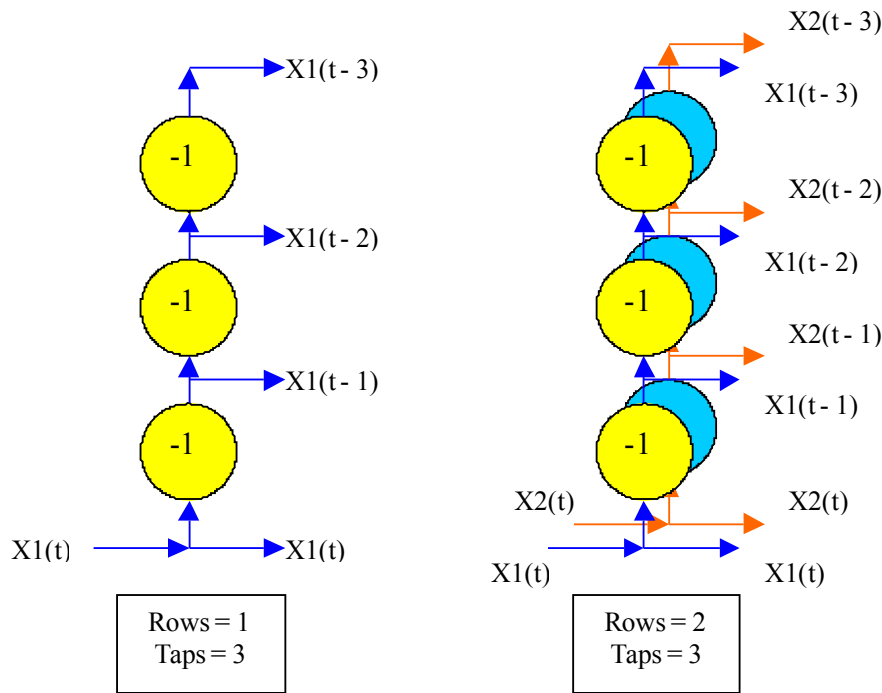 X1(t - 3)
-1
X1(t - 2)
-1
X1(t - 1)
-1
X1(t)
X1(t)
Rows = 1
Taps = 3
X2(t - 3)
X1(t - 3)
-1
X2(t - 2)
X1(t - 2)
-1
X2(t - 1)
X1(t - 1)
-1
X2(t)
X2(t)
X1(t)
X1(t)
Rows = 2
Taps = 3